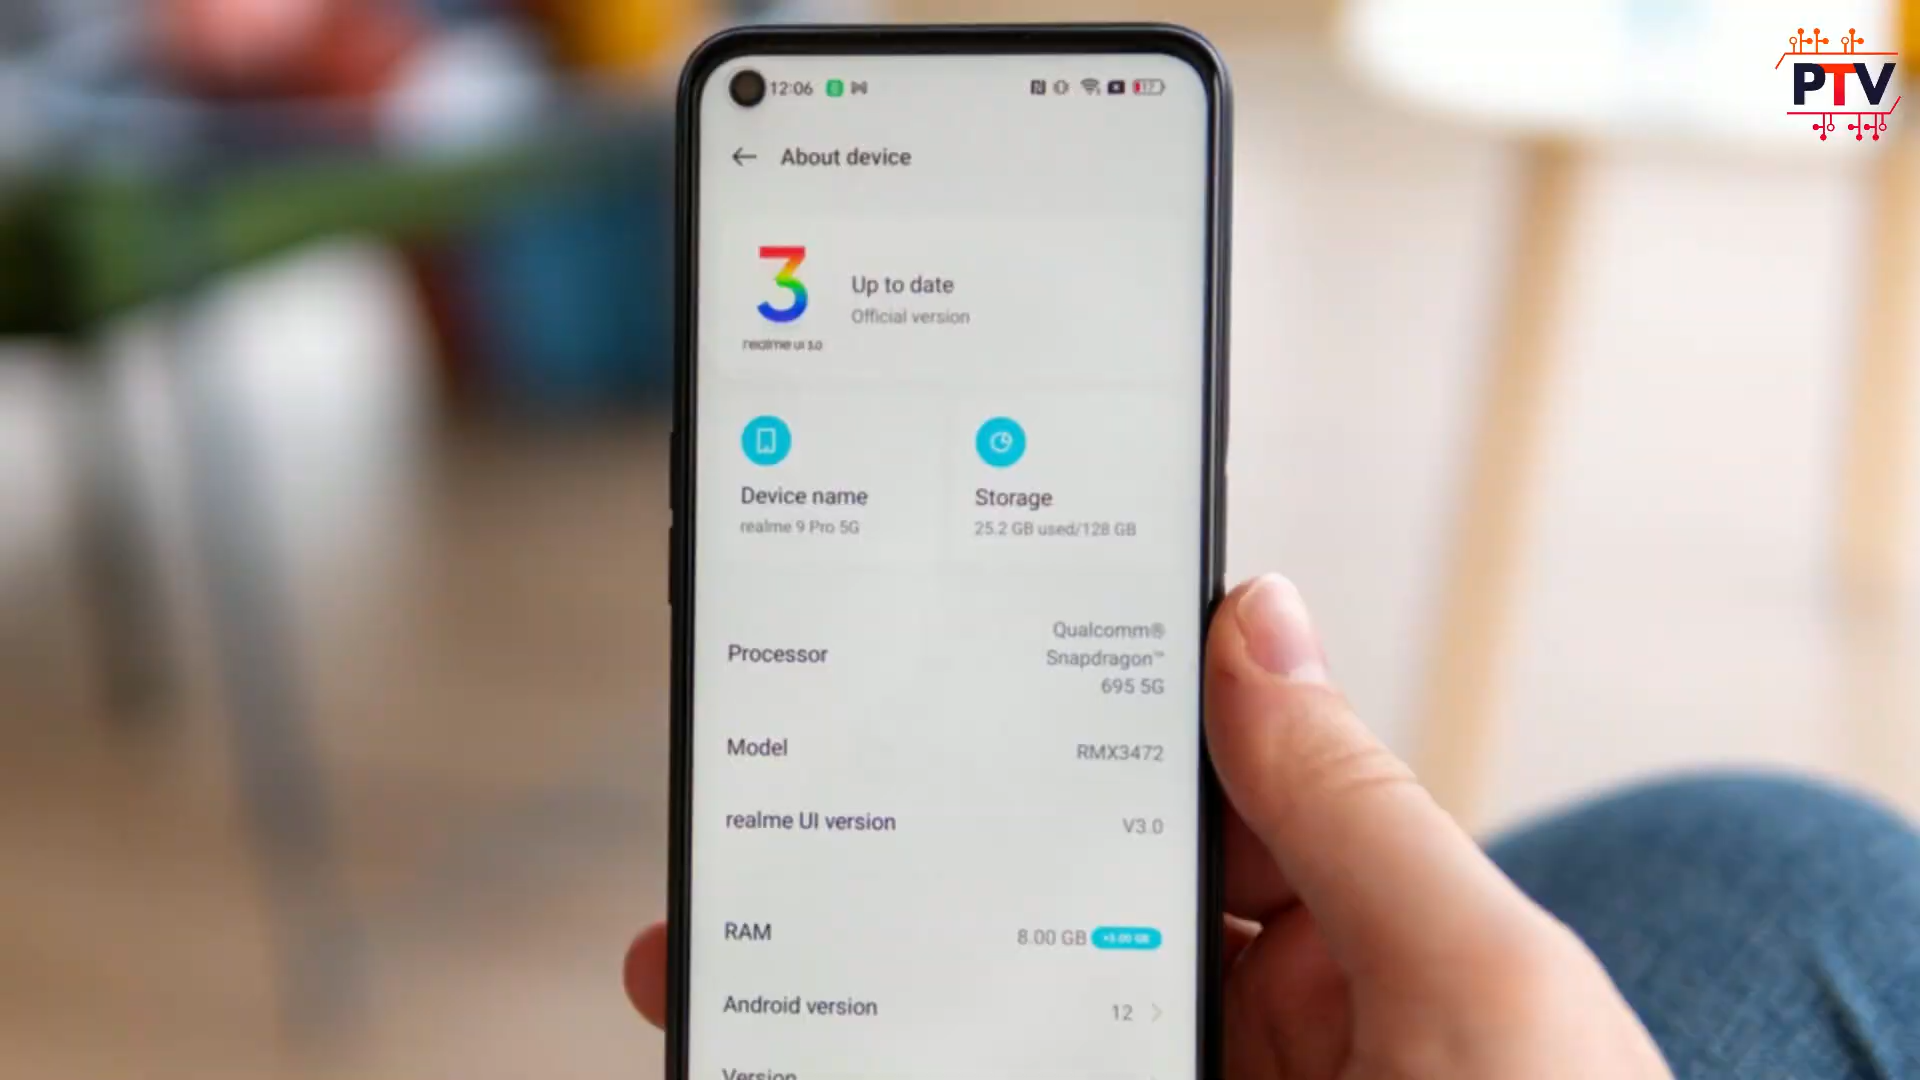 PTV
12:06
About device
3
realme UI 3.0
Up to date
Official version
Device name
realme 9 Pro 5G
Storage
25.2 GB used/128 GB
Processor
Qualcomm®
Snapdragon™
695 5G
Model
RMX3472
realme UI version
V3.0
RAM
8.00 GB
Android version
12
Version